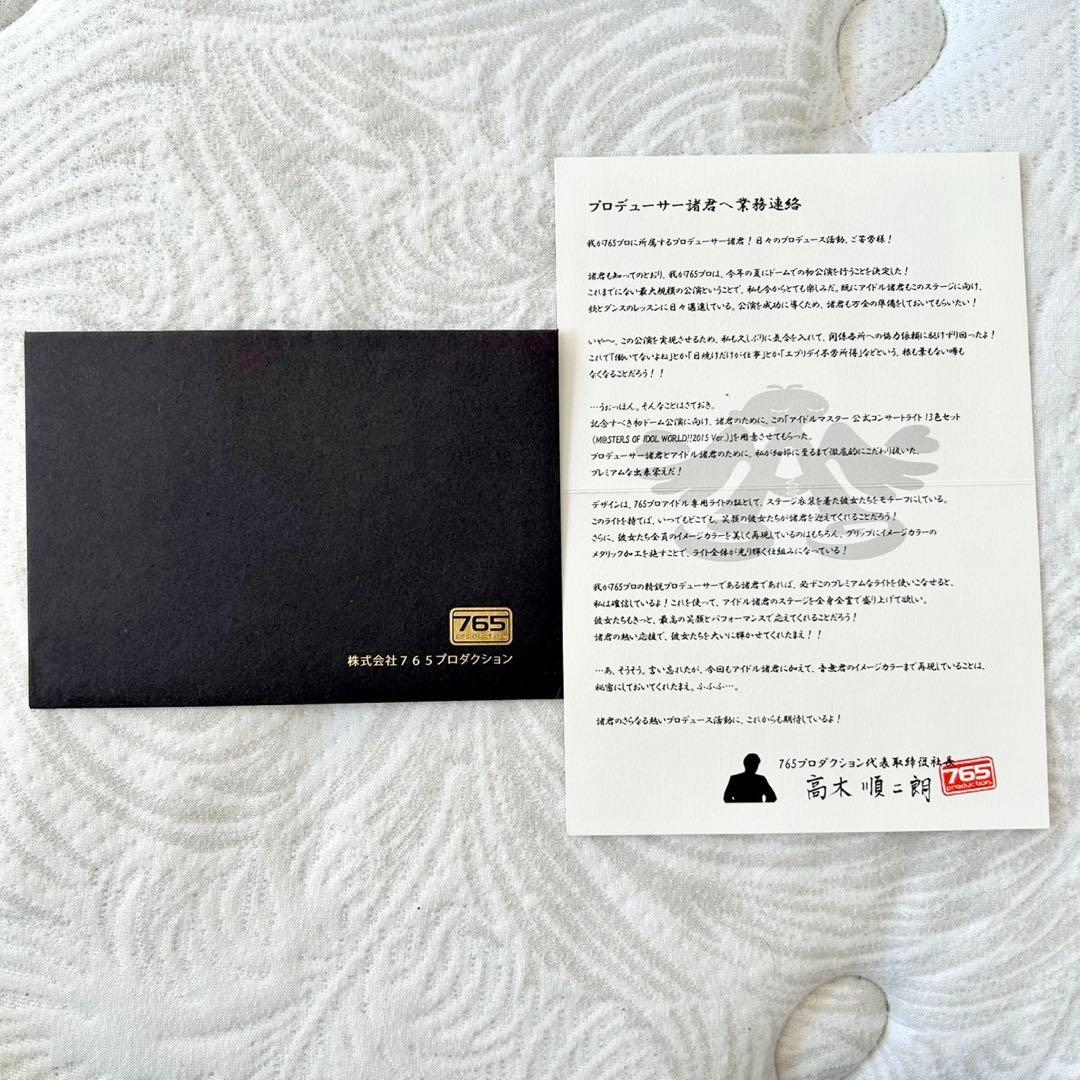 765
production
株式会社765プロダクション
プロデューサー諸君へ業務連絡
我が765プロに所属するプロデューサー諸君！日々のプロデュース活動、ご苦労様！
諸君も知ってのとおり、我が765プロは、今年の夏にドームでの初公演を行うことを決定した！
これまでにない最大規模の公演ということで、私も今からとても楽しみだ。既にアイドル諸君もこのステージに向け、
歌とダンスのレッスンに日々邁進している。公演を成功に導くため、諸君も万全の準備をしておいてもらいたい！
いや〜、この公演を実現させるため、私も久しぶりに気合を入れて、関係各所への協力依頼に駆けずり回ったよ！
これで「働いてないよね」とか「日焼けだけが仕事」とか「エブリデイ不労所得」などという、根も葉もない噂も
なくなることだろう！！
…うぉっほん。そんなことはさておき。
記念すべき初ドーム公演に向け、諸君のために、この「アイドルマスター 公式コンサートライト 13色セット
（M@STERS OF IDOL WORLD!!2015 Ver.）」を用意させてもらった。
プロデューサー諸君とアイドル諸君のために、私が細部に至るまで徹底的にこだわり抜いた、
プレミアムな出来栄えだ！
デザインは、765プロアイドル専用ライトの証として、ステージ衣装を着た彼女たちをモチーフにしている。
このライトを持てば、いつでもどこでも、笑顔の彼女たちが諸君を迎えてくれることだろう！
さらに、彼女たち全員のイメージカラーを美しく再現しているのはもちろん、グリップにイメージカラーの
メタリック加工を施すことで、ライト全体が光り輝く仕組みになっている！
我が765プロの精鋭プロデューサーである諸君であれば、必ずこのプレミアムなライトを使いこなせると、
私は確信しているよ！これを使って、アイドル諸君のステージを全身全霊で盛り上げて欲しい。
彼女たちもきっと、最高の笑顔とパフォーマンスで応えてくれることだろう！
諸君の熱い応援で、彼女たちを大いに輝かせてくれたまえ！！
…あ、そうそう。言い忘れたが、今回もアイドル諸君に加えて、音無君のイメージカラーまで再現していることは、
秘密にしておいてくれたまえ。ふふふ…。
諸君のさらなる熱いプロデュース活動に、これからも期待しているよ！
765プロダクション代表取締役社長
高木順二朗
765
production